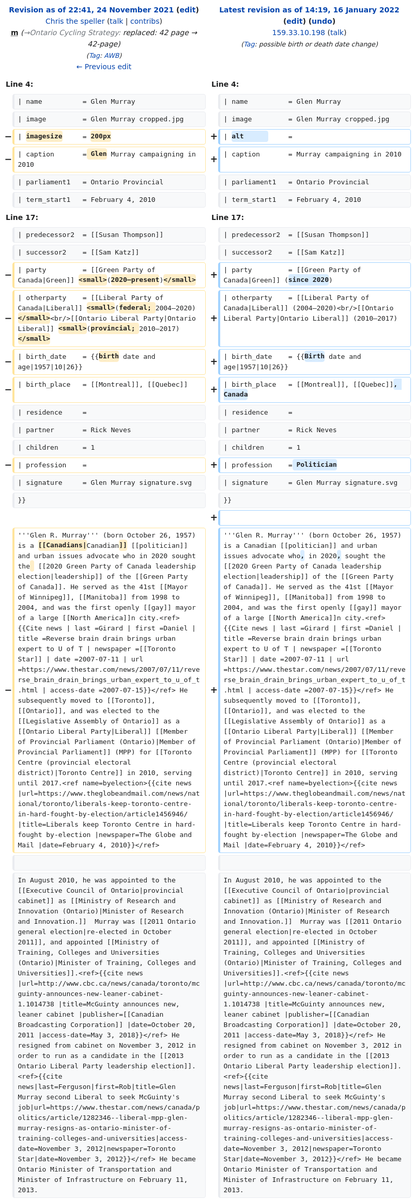 Revision as of 22:41, 24 November 2021 (edit)
Chris the speller (talk | contribs)
m (→Ontario Cycling Strategy: replaced: 42 page →
42-page)
(Tag: AWB)
← Previous edit
Line 4:
| name = Glen Murray
| image = Glen Murray cropped.jpg
− | imagesize = 200px
− | caption = Glen Murray campaigning in
2010
| parliament1 = Ontario Provincial
| term_start1 = February 4, 2010
Line 17:
| predecessor2 = [[Susan Thompson]]
| successor2 = [[Sam Katz]]
− | party = [[Green Party of
Canada|Green]] <small>(2020–present)</small>
− | otherparty = [[Liberal Party of
Canada|Liberal]] <small>(federal; 2004–2020)
</small><br/>[[Ontario Liberal Party|Ontario
Liberal]] <small>(provincial; 2010–2017)
</small>
− | birth_date = {{birth date and
age|1957|10|26}}
− | birth_place = [[Montreal]], [[Quebec]]
| residence =
| partner = Rick Neves
| children = 1
− | profession =
| signature = Glen Murray signature.svg
}}
− '''Glen R. Murray''' (born October 26, 1957)
is a [[Canadians|Canadian]] [[politician]]
and urban issues advocate who in 2020 sought
the [[2020 Green Party of Canada leadership
election|leadership]] of the [[Green Party
of Canada]]. He served as the 41st [[Mayor
of Winnipeg]], [[Manitoba]] from 1998 to
2004, and was the first openly [[gay]] mayor
of a large [[North America]]n city.<ref>
{{Cite news | last =Girard | first =Daniel |
title =Reverse brain drain brings urban
expert to U of T | newspaper =[[Toronto
Star]] | date =2007-07-11 | url
=https://www.thestar.com/news/2007/07/11/reve
rse_brain_drain_brings_urban_expert_to_u_of_t
.html | access-date =2007-07-15}}</ref> He
subsequently moved to [[Toronto]],
[[Ontario]], and was elected to the
[[Legislative Assembly of Ontario]] as a
[[Ontario Liberal Party|Liberal]] [[Member
of Provincial Parliament (Ontario)|Member of
Provincial Parliament]] (MPP) for [[Toronto
Centre (provincial electoral
district)|Toronto Centre]] in 2010, serving
until 2017.<ref name=byelection>{{cite news
|url=https://www.theglobeandmail.com/news/nat
ional/toronto/liberals-keep-toronto-centre-
in-hard-fought-by-election/article1456946/
|title=Liberals keep Toronto Centre in hard-
fought by-election |newspaper=The Globe and
Mail |date=February 4, 2010}}</ref>
In August 2010, he was appointed to the
[[Executive Council of Ontario|provincial
cabinet]] as [[Ministry of Research and
Innovation (Ontario)|Minister of Research
and Innovation.]] Murray was [[2011 Ontario
general election|re-elected in October
2011]], and appointed [[Ministry of
Training, Colleges and Universities
(Ontario)|Minister of Training, Colleges and
Universities]].<ref>{{cite news
|url=http://www.cbc.ca/news/canada/toronto/mc
guinty-announces-new-leaner-cabinet-
1.1014738 |title=McGuinty announces new,
leaner cabinet |publisher=[[Canadian
Broadcasting Corporation]] |date=October 20,
2011 |access-date=May 3, 2018}}</ref> He
resigned from cabinet on November 3, 2012 in
order to run as a candidate in the [[2013
Ontario Liberal Party leadership election]].
<ref>{{cite
news|last=Ferguson|first=Rob|title=Glen
Murray second Liberal to seek McGuinty's
job|url=https://www.thestar.com/news/canada/p
olitics/article/1282346--liberal-mpp-glen-
murray-resigns-as-ontario-minister-of-
training-colleges-and-universities|access-
date=November 3, 2012|newspaper=Toronto
Star|date=November 3, 2012}}</ref> He became
Ontario Minister of Transportation and
Minister of Infrastructure on February 11,
2013.
Latest revision as of 14:19, 16 January 2022
(edit) (undo)
159.33.10.198 (talk)
(Tag: possible birth or death date change)
Line 4:
| name = Glen Murray
| image = Glen Murray cropped.jpg
+ | alt =
+ | caption = Murray campaigning in 2010
| parliament1 = Ontario Provincial
| term_start1 = February 4, 2010
Line 17:
| predecessor2 = [[Susan Thompson]]
| successor2 = [[Sam Katz]]
+ | party = [[Green Party of
Canada|Green]] (since 2020)
+ | otherparty = [[Liberal Party of
Canada|Liberal]] (2004–2020)<br/>[[Ontario
Liberal Party|Ontario Liberal]] (2010–2017)
+ | birth_date = {{Birth date and
age|1957|10|26}}
+ | birth_place = [[Montreal]], [[Quebec]],
Canada
| residence =
| partner = Rick Neves
| children = 1
+ | profession = Politician
| signature = Glen Murray signature.svg
}}
+
+ '''Glen R. Murray''' (born October 26, 1957)
is a Canadian [[politician]] and urban
issues advocate who, in 2020, sought the
[[2020 Green Party of Canada leadership
election|leadership]] of the [[Green Party
of Canada]]. He served as the 41st [[Mayor
of Winnipeg]], [[Manitoba]] from 1998 to
2004, and was the first openly [[gay]] mayor
of a large [[North America]]n city.<ref>
{{Cite news | last =Girard | first =Daniel |
title =Reverse brain drain brings urban
expert to U of T | newspaper =[[Toronto
Star]] | date =2007-07-11 | url
=https://www.thestar.com/news/2007/07/11/reve
rse_brain_drain_brings_urban_expert_to_u_of_t
.html | access-date =2007-07-15}}</ref> He
subsequently moved to [[Toronto]],
[[Ontario]], and was elected to the
[[Legislative Assembly of Ontario]] as a
[[Ontario Liberal Party|Liberal]] [[Member
of Provincial Parliament (Ontario)|Member of
Provincial Parliament]] (MPP) for [[Toronto
Centre (provincial electoral
district)|Toronto Centre]] in 2010, serving
until 2017.<ref name=byelection>{{cite news
|url=https://www.theglobeandmail.com/news/nat
ional/toronto/liberals-keep-toronto-centre-
in-hard-fought-by-election/article1456946/
|title=Liberals keep Toronto Centre in hard-
fought by-election |newspaper=The Globe and
Mail |date=February 4, 2010}}</ref>
In August 2010, he was appointed to the
[[Executive Council of Ontario|provincial
cabinet]] as [[Ministry of Research and
Innovation (Ontario)|Minister of Research
and Innovation.]] Murray was [[2011 Ontario
general election|re-elected in October
2011]], and appointed [[Ministry of
Training, Colleges and Universities
(Ontario)|Minister of Training, Colleges and
Universities]].<ref>{{cite news
|url=http://www.cbc.ca/news/canada/toronto/mc
guinty-announces-new-leaner-cabinet-
1.1014738 |title=McGuinty announces new,
leaner cabinet |publisher=[[Canadian
Broadcasting Corporation]] |date=October 20,
2011 |access-date=May 3, 2018}}</ref> He
resigned from cabinet on November 3, 2012 in
order to run as a candidate in the [[2013
Ontario Liberal Party leadership election]].
<ref>{{cite
news|last=Ferguson|first=Rob|title=Glen
Murray second Liberal to seek McGuinty's
job|url=https://www.thestar.com/news/canada/p
olitics/article/1282346--liberal-mpp-glen-
murray-resigns-as-ontario-minister-of-
training-colleges-and-universities|access-
date=November 3, 2012|newspaper=Toronto
Star|date=November 3, 2012}}</ref> He became
Ontario Minister of Transportation and
Minister of Infrastructure on February 11,
2013.